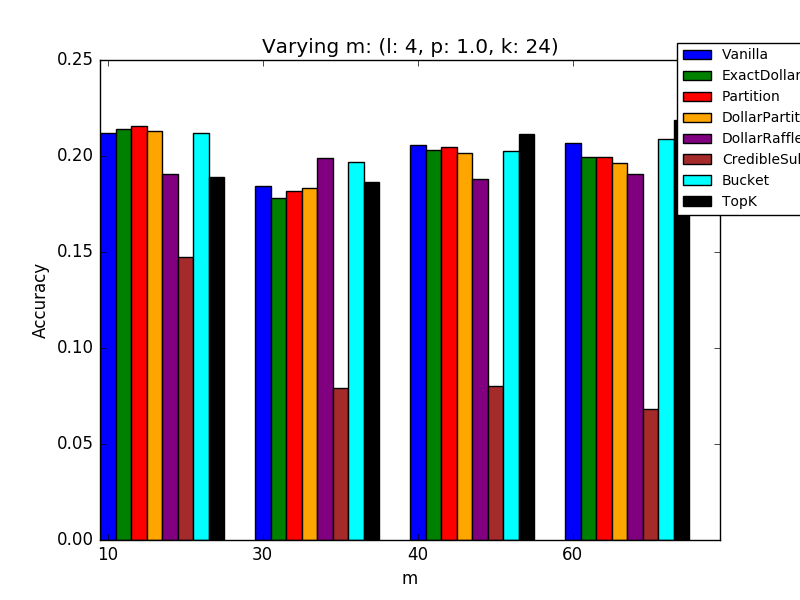 Varying m: (l: 4, p: 1.0, k: 24)
0.25
0.20
0.15
0.10
0.05
0.00
Accuracy
10 30 40 60
m
Vanilla
ExactDollar
Partition
DollarPartit
DollarRaffle
CredibleSu
Bucket
TopK